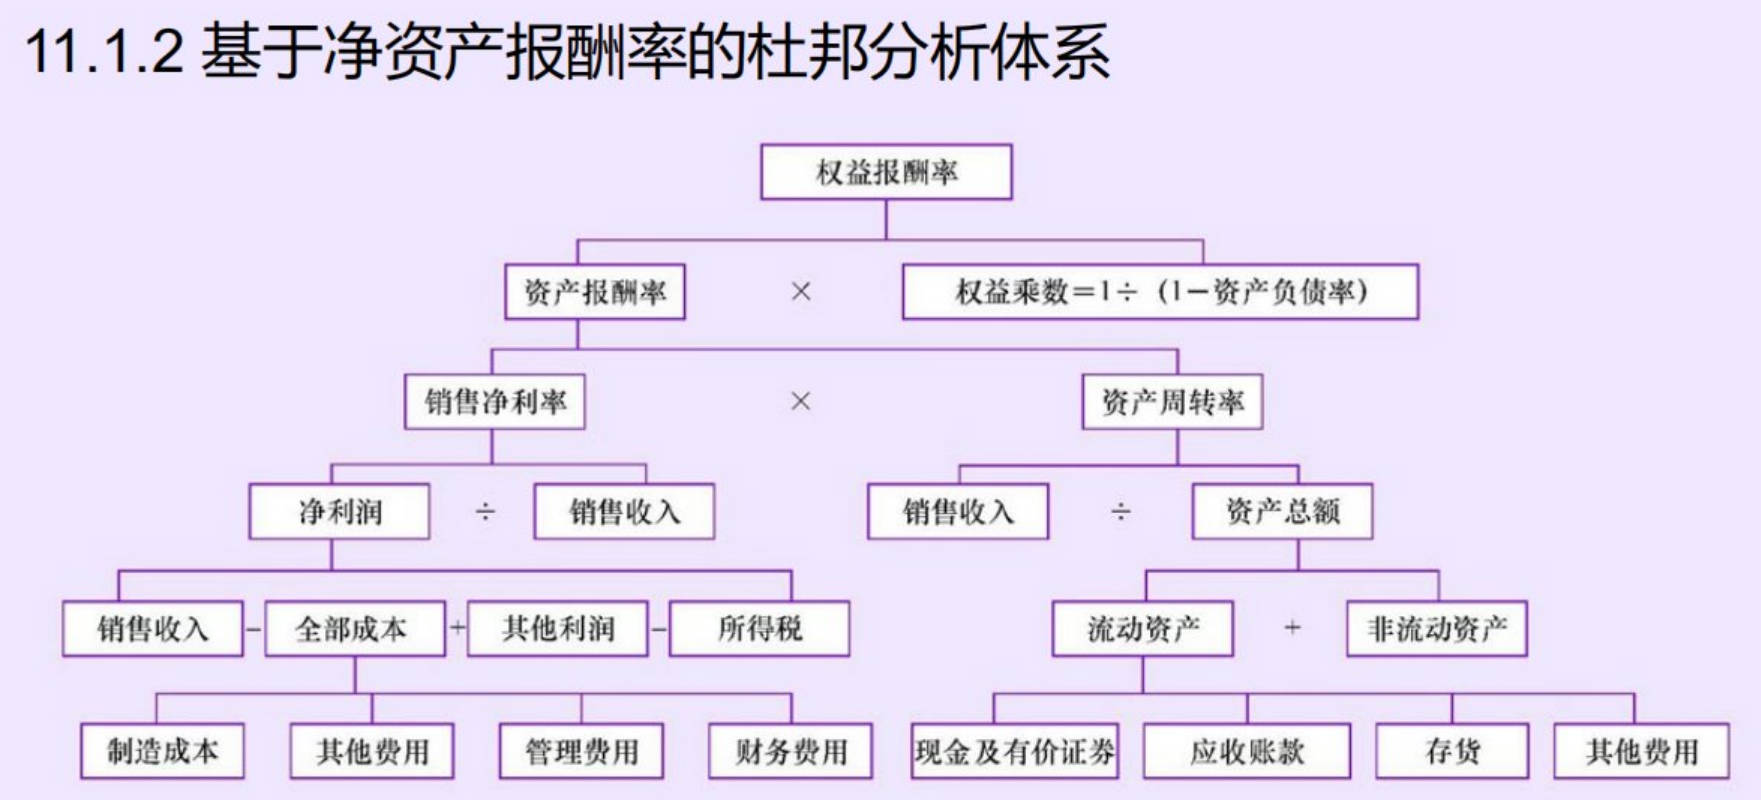 11.1.2 基于净资产报酬率的杜邦分析体系
权益报酬率
资产报酬率 × 权益乘数=1÷（1-资产负债率）
销售净利率 × 资产周转率
净利润 ÷ 销售收入 销售收入 ÷ 资产总额
销售收入 - 全部成本 + 其他利润 - 所得税 流动资产 + 非流动资产
制造成本 其他费用 管理费用 财务费用 现金及有价证券 应收账款 存货 其他费用